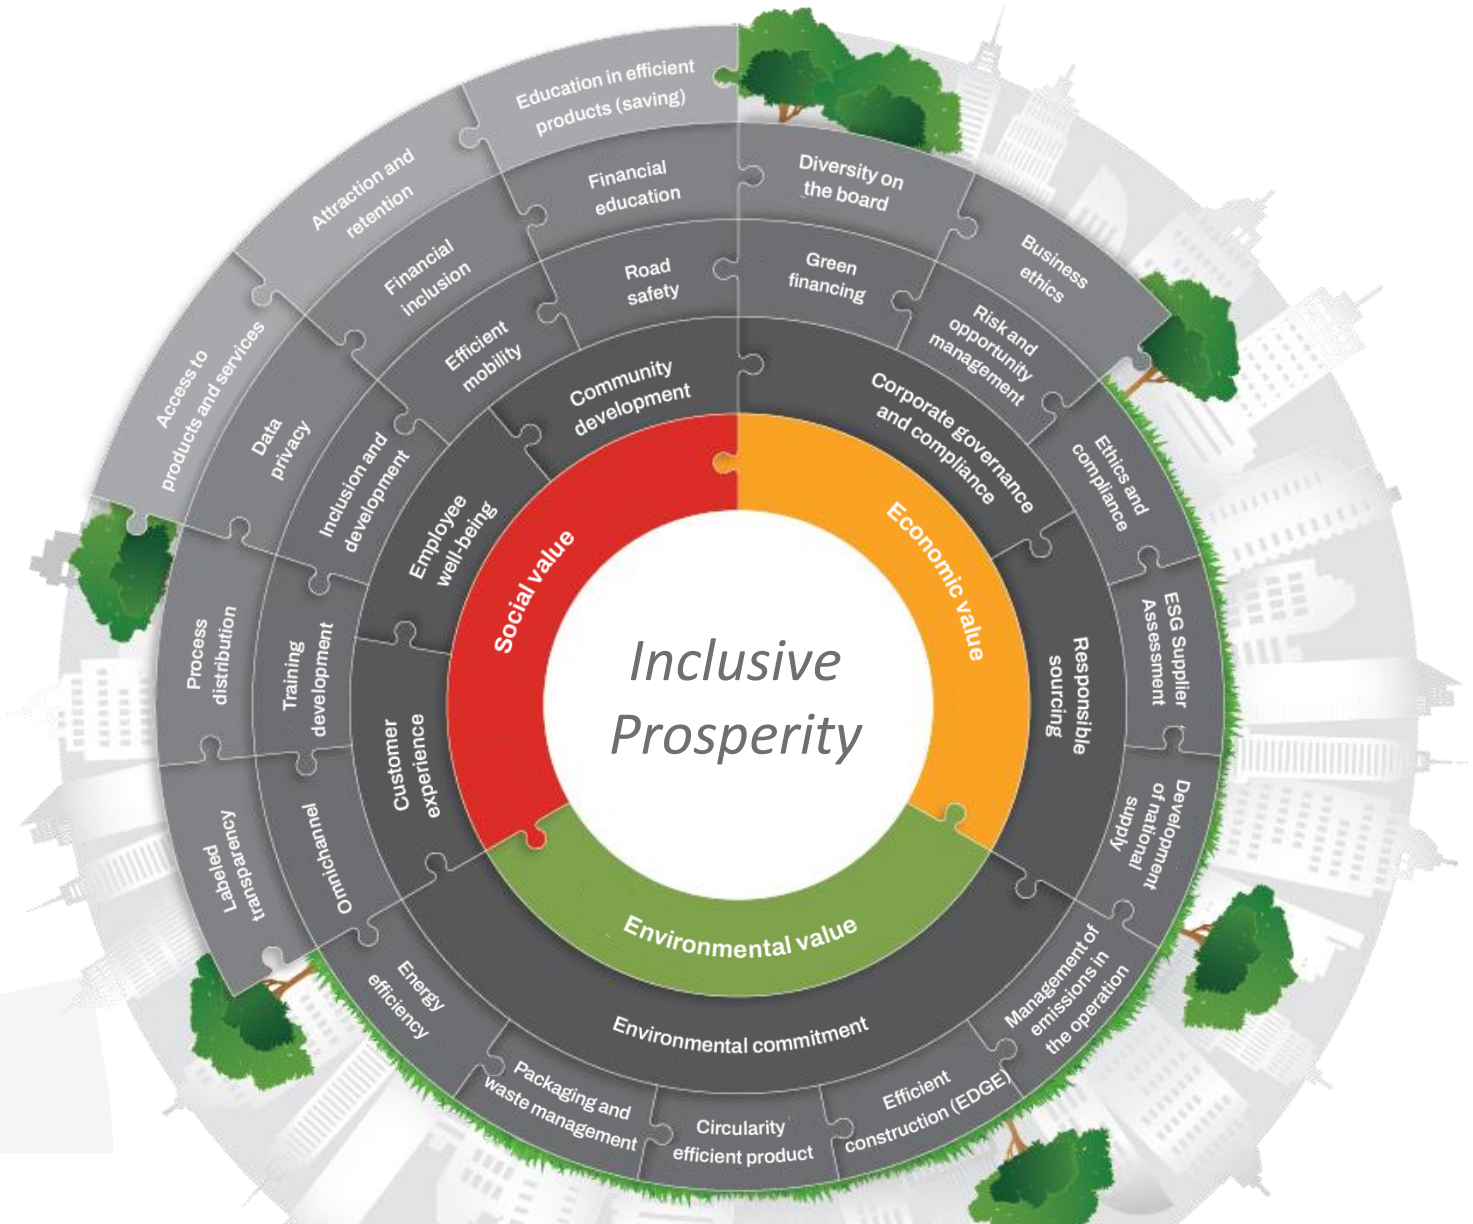 Education in efficient
products (saving)
Attraction and
retention
Access to
products and services
Financial
education
Financial
inclusion
Data
privacy
Process
distribution
Labeled
transparency
Road
safety
Efficient
mobility
Inclusion and
development
Training
development
Omnichannel
Community
development
Employee
well-being
Customer
experience
Social value
Diversity on
the board
Business
ethics
Green
financing
Risk and
opportunity
management
Ethics and
compliance
ESG Supplier
Assessment
Development
of national
supply
Corporate governance
and compliance
Responsible
sourcing
Economic value
Inclusive
Prosperity
Environmental value
Environmental commitment
Energy
efficiency
Packaging and
waste management
Circularity
efficient product
Efficient
construction (EDGE)
Management of
emissions in
the operation